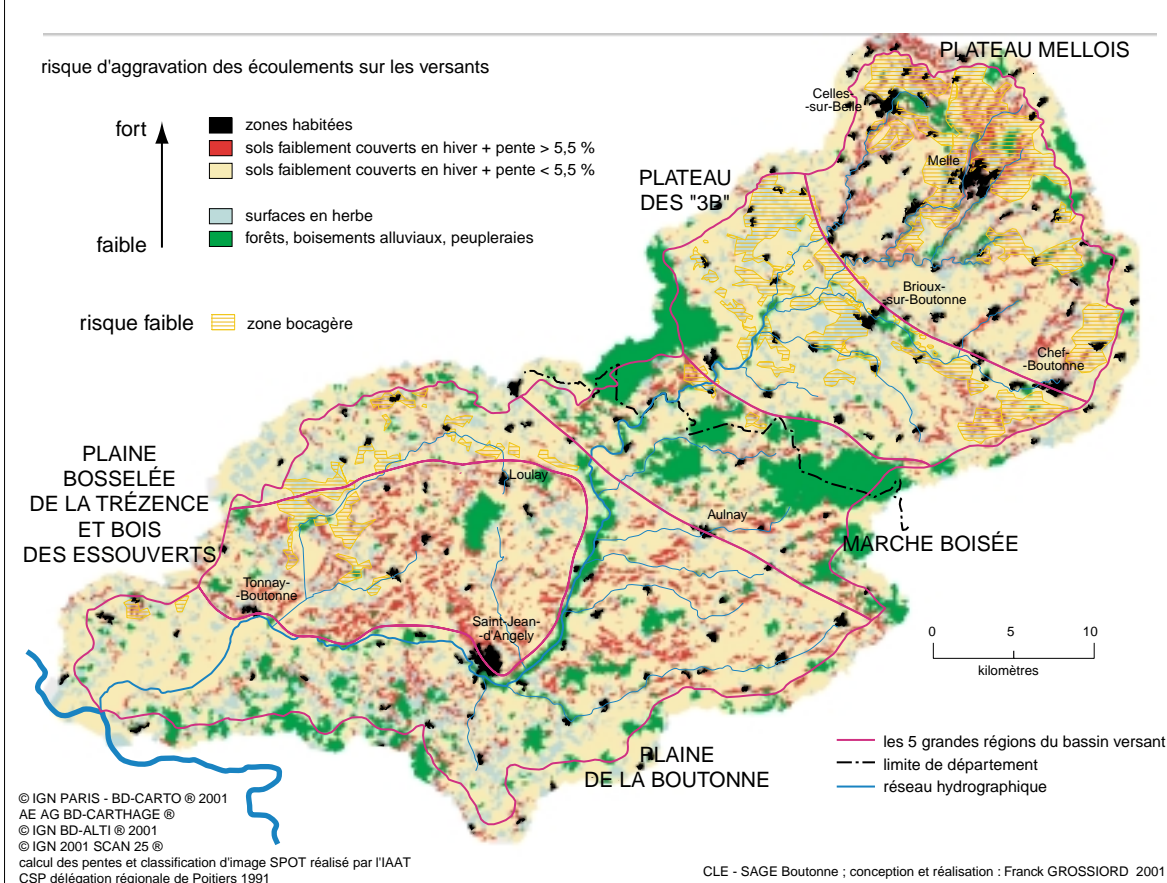 risque d'aggravation des écoulements sur les versants
fort
faible
zones habitées
sols faiblement couverts en hiver + pente > 5,5 %
sols faiblement couverts en hiver + pente < 5,5 %
surfaces en herbe
forêts, boisements alluviaux, peupleraies
risque faible
zone bocagère
PLATEAU MELLOIS
Celles-
-sur-Belle
Melle
PLATEAU
DES "3B"
Brioux-
-sur-Boutonne
Chef-
-Boutonne
PLAINE
BOSSELÉE
DE LA TRÉZENCE
ET BOIS
DES ESSOUVERTS
Loulay
Aulnay
MARCHE BOISÉE
Tonnay-
-Boutonne
Saint-Jean-
-d'Angely
0 5 10
kilomètres
PLAINE
DE LA BOUTONNE
les 5 grandes régions du bassin versant
limite de département
réseau hydrographique
© IGN PARIS - BD-CARTO ® 2001
AE AG BD-CARTHAGE ®
© IGN BD-ALTI ® 2001
© IGN 2001 SCAN 25 ®
calcul des pentes et classification d'image SPOT réalisé par l'IAAT
CSP délégation régionale de Poitiers 1991
CLE - SAGE Boutonne ; conception et réalisation : Franck GROSSIORD 2001